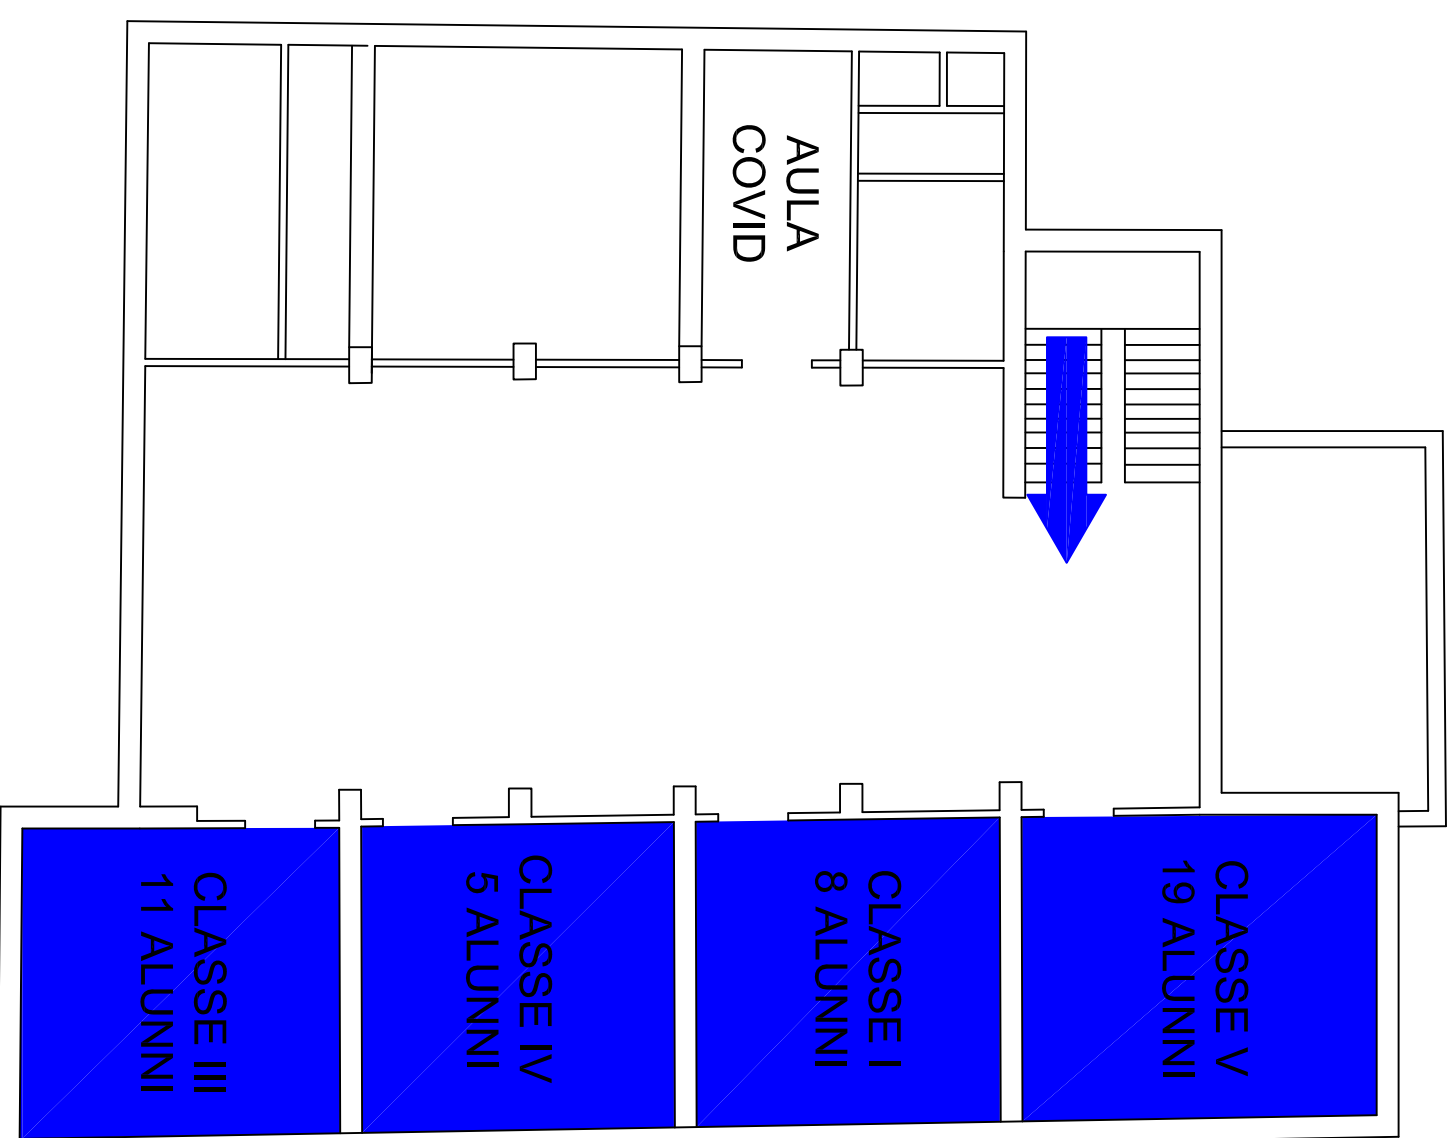 AULA
COVID
CLASSE III
11 ALUNNI
CLASSE IV
5 ALUNNI
CLASSE I
8 ALUNNI
CLASSE V
19 ALUNNI